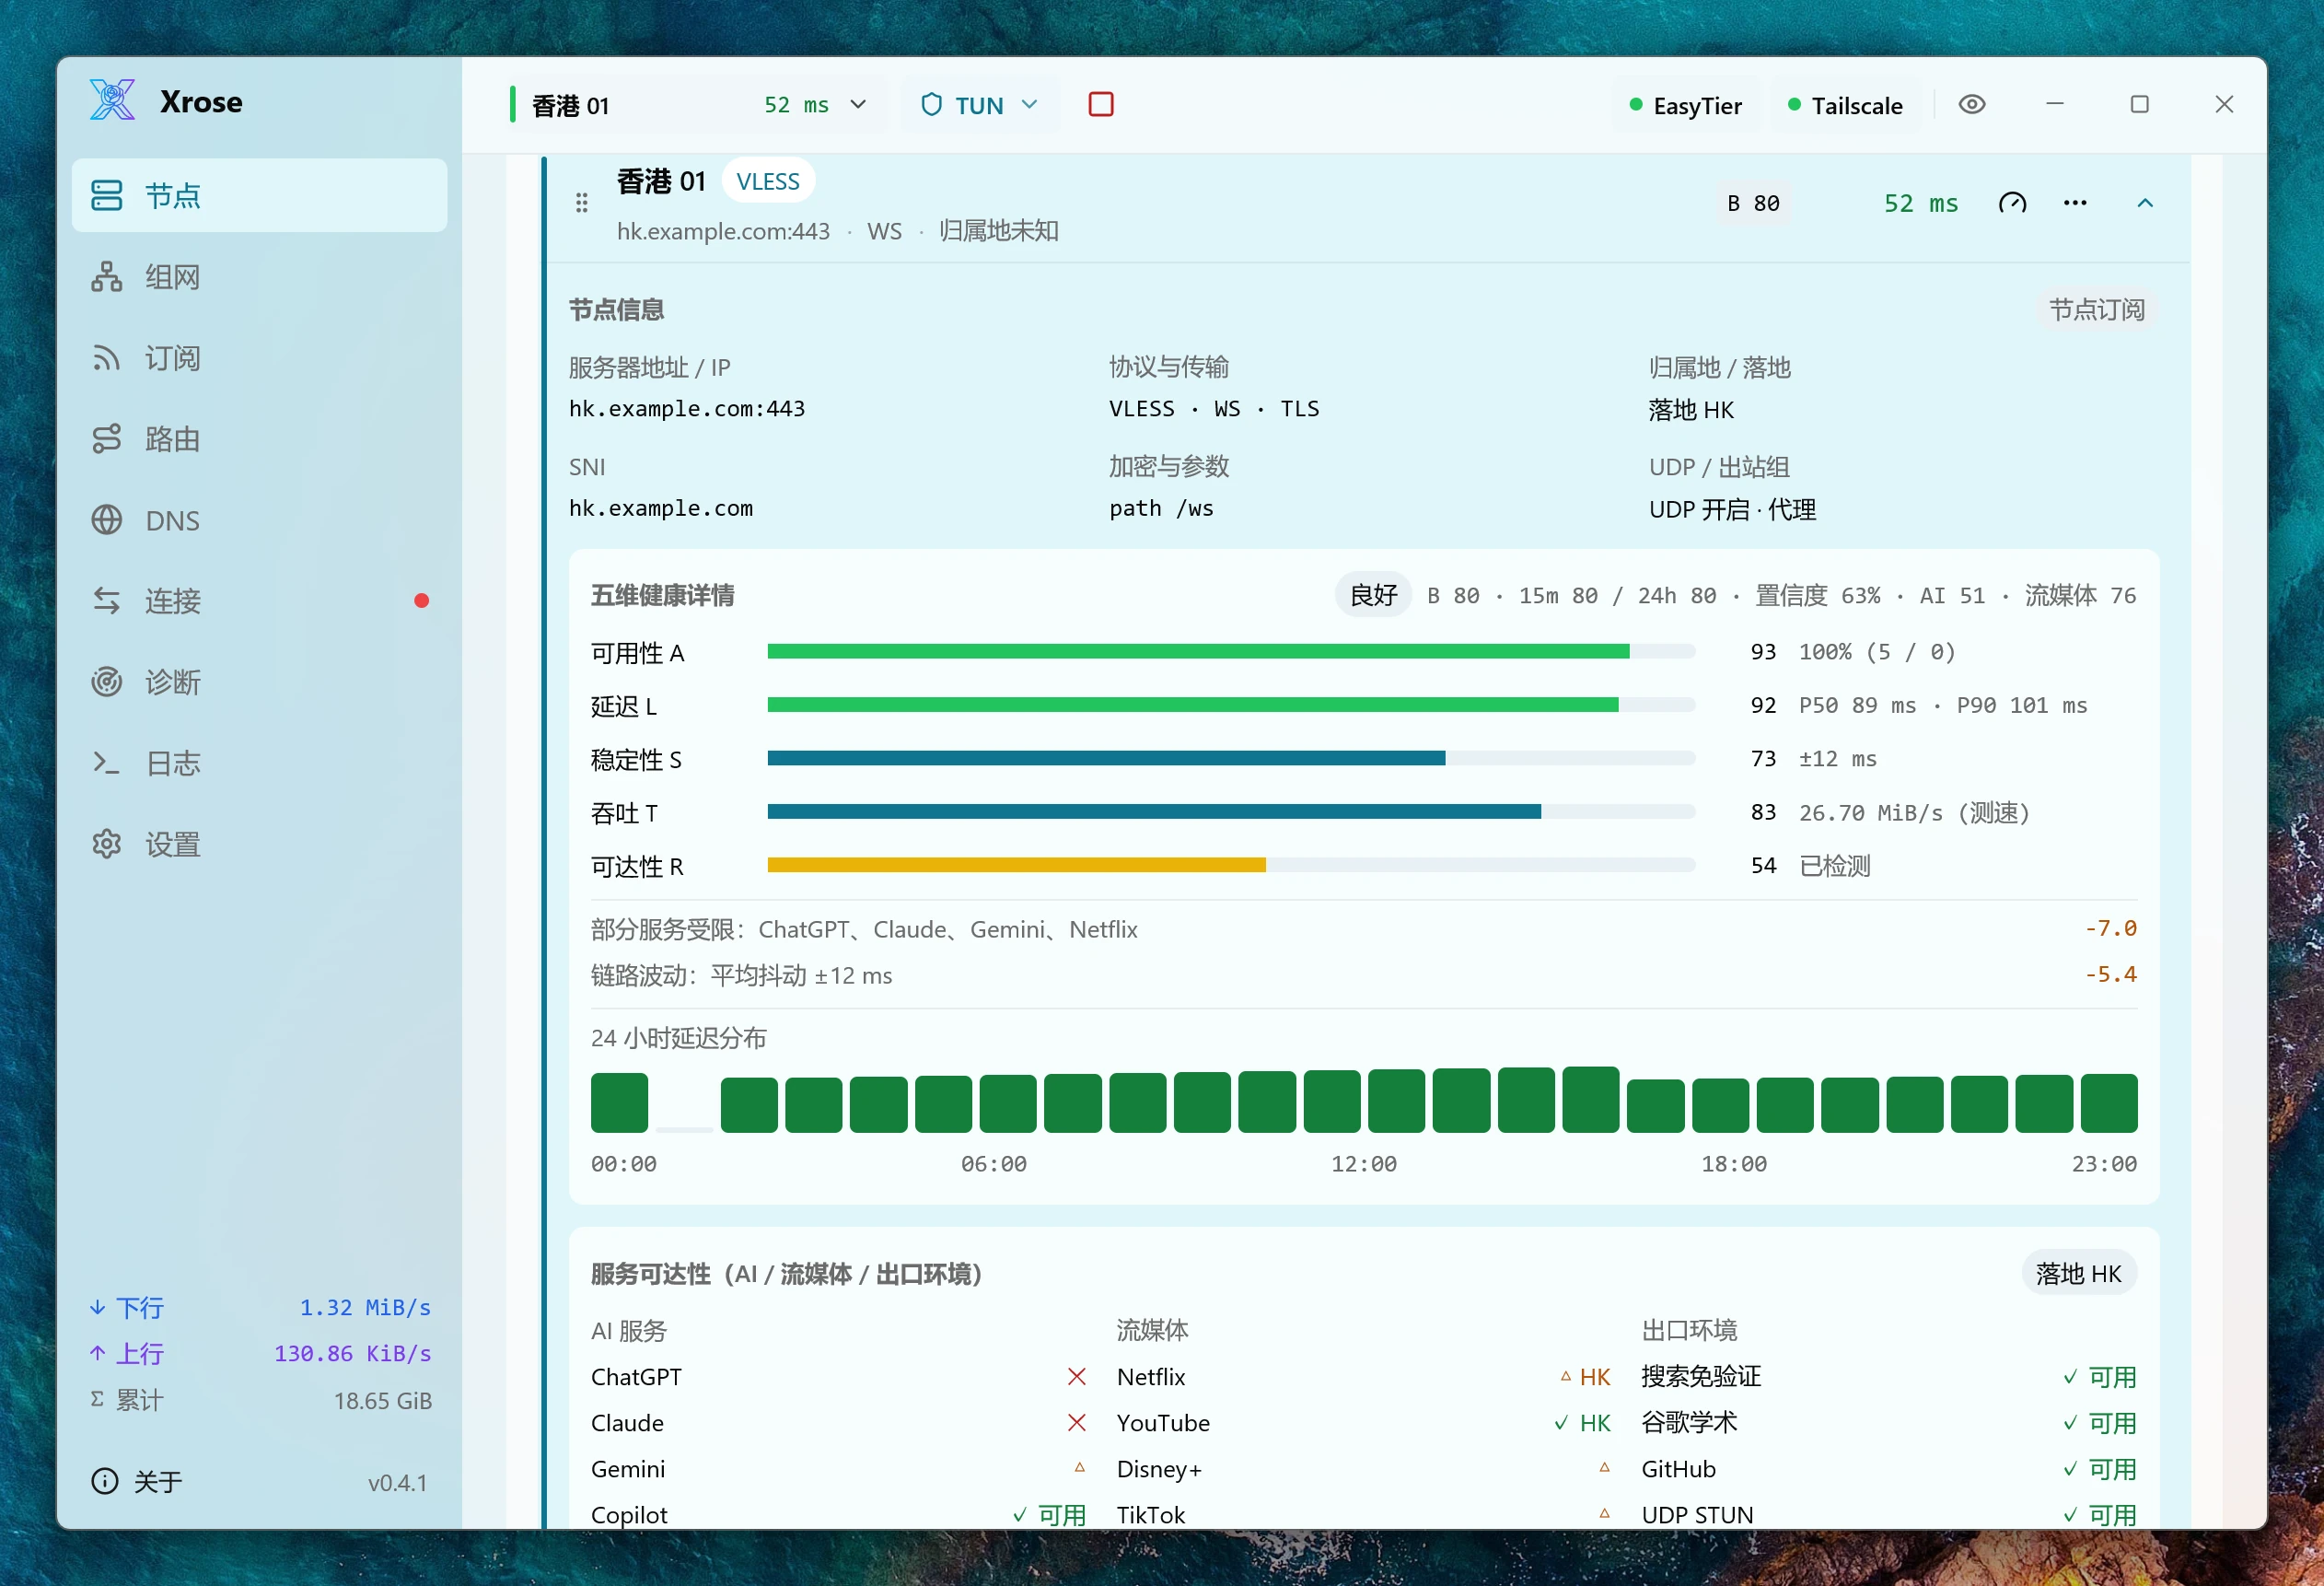 Xrose
香港 01 52 ms TUN EasyTier Tailscale
节点
组网
订阅
路由
DNS
连接
诊断
日志
设置
下行 1.32 MiB/s
上行 130.86 KiB/s
Σ 累计 18.65 GiB
关于 v0.4.1
香港 01 VLESS
hk.example.com:443 · WS · 归属地未知
B 80 52 ms
节点信息 节点订阅
服务器地址 / IP 协议与传输 归属地 / 落地
hk.example.com:443 VLESS · WS · TLS 落地 HK
SNI 加密与参数 UDP / 出站组
hk.example.com path /ws UDP 开启 · 代理
五维健康详情 良好 B 80 · 15m 80 / 24h 80 · 置信度 63% · AI 51 · 流媒体 76
可用性 A 93 100% (5 / 0)
延迟 L 92 P50 89 ms · P90 101 ms
稳定性 S 73 ±12 ms
吞吐 T 83 26.70 MiB/s (测速)
可达性 R 54 已检测
部分服务受限：ChatGPT、Claude、Gemini、Netflix -7.0
链路波动：平均抖动 ±12 ms -5.4
24 小时延迟分布
00:00 06:00 12:00 18:00 23:00
服务可达性（AI / 流媒体 / 出口环境） 落地 HK
AI 服务 流媒体 出口环境
ChatGPT ✕ Netflix △ HK 搜索免验证 ✓ 可用
Claude ✕ YouTube ✓ HK 谷歌学术 ✓ 可用
Gemini △ Disney+ △ GitHub ✓ 可用
Copilot ✓ 可用 TikTok △ UDP STUN ✓ 可用